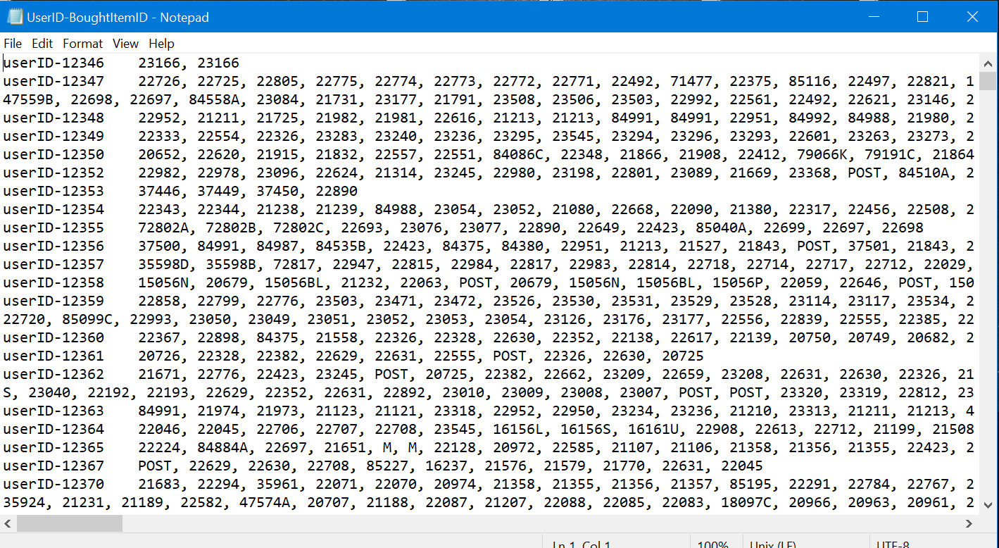 UserID-BoughtItemID - Notepad
File Edit Format View Help
userID-12346 23166, 23166
userID-12347 22726, 22725, 22805, 22775, 22774, 22773, 22772, 22771, 22492, 71477, 22375, 85116, 22497, 22821, 1
47559B, 22698, 22697, 84558A, 23084, 21731, 23177, 21791, 23508, 23506, 23503, 22992, 22561, 22492, 22621, 23146, 2
userID-12348 22952, 21211, 21725, 21982, 21981, 22616, 21213, 21213, 84991, 84991, 22951, 84992, 84988, 21980, 2
userID-12349 22333, 22554, 22326, 23283, 23240, 23236, 23295, 23545, 23294, 23296, 23293, 22601, 23263, 23273, 2
userID-12350 20652, 22620, 21915, 21832, 22557, 22551, 84086C, 22348, 21866, 21908, 22412, 79066K, 79191C, 21864
userID-12352 22982, 22978, 23096, 22624, 21314, 23245, 22980, 23198, 22801, 23089, 21669, 23368, POST, 84510A, 2
userID-12353 37446, 37449, 37450, 22890
userID-12354 22343, 22344, 21238, 21239, 84988, 23054, 23052, 21080, 22668, 22090, 21380, 22317, 22456, 22508, 2
userID-12355 72802A, 72802B, 72802C, 22693, 23076, 23077, 22890, 22649, 22423, 85040A, 22699, 22697, 22698
userID-12356 37500, 84991, 84987, 84535B, 22423, 84375, 84380, 22951, 21213, 21527, 21843, POST, 37501, 21843, 2
userID-12357 35598D, 35598B, 72817, 22947, 22815, 22984, 22817, 22983, 22814, 22718, 22714, 22717, 22712, 22029,
userID-12358 15056N, 20679, 15056BL, 21232, 22063, POST, 20679, 15056N, 15056BL, 15056P, 22059, 22646, POST, 150
userID-12359 22858, 22799, 22776, 23503, 23471, 23472, 23526, 23530, 23531, 23529, 23528, 23114, 23117, 23534, 2
22720, 85099C, 22993, 23050, 23049, 23051, 23052, 23053, 23054, 23126, 23176, 23177, 22556, 22839, 22555, 22385, 22
userID-12360 22367, 22898, 84375, 21558, 22326, 22328, 22630, 22352, 22138, 22617, 22139, 20750, 20749, 20682, 2
userID-12361 20726, 22328, 22382, 22629, 22631, 22555, POST, 22326, 22630, 20725
userID-12362 21671, 22776, 22423, 23245, POST, 20725, 22382, 22662, 23209, 22659, 23208, 22631, 22630, 22326, 21
S, 23040, 22192, 22193, 22629, 22352, 22631, 22892, 23010, 23009, 23008, 23007, POST, POST, 23320, 23319, 22812, 23
userID-12363 84991, 21974, 21973, 21123, 21121, 23318, 22952, 22950, 23234, 23236, 21210, 23313, 21211, 21213, 4
userID-12364 22046, 22045, 22706, 22707, 22708, 23545, 16156L, 16156S, 16161U, 22908, 22613, 22712, 21199, 21508
userID-12365 22224, 84884A, 22697, 21651, M, M, 22128, 20972, 22585, 21107, 21106, 21358, 21356, 21355, 22423, 2
userID-12367 POST, 22629, 22630, 22708, 85227, 16237, 21576, 21579, 21770, 22631, 22045
userID-12370 21683, 22294, 35961, 22071, 22070, 20974, 21358, 21355, 21356, 21357, 85195, 22291, 22784, 22767, 2
35924, 21231, 21189, 22582, 47574A, 20707, 21188, 22087, 21207, 22088, 22085, 22083, 18097C, 20966, 20963, 20961, 2
Ln 1, Col 1 100% Unix (LF) UTF-8